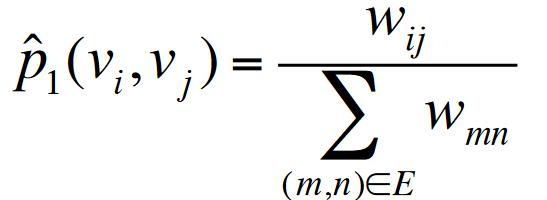 p̂₁(vᵢ,vⱼ) = wᵢⱼ / ∑_{(m,n)∈E} wₘₙ